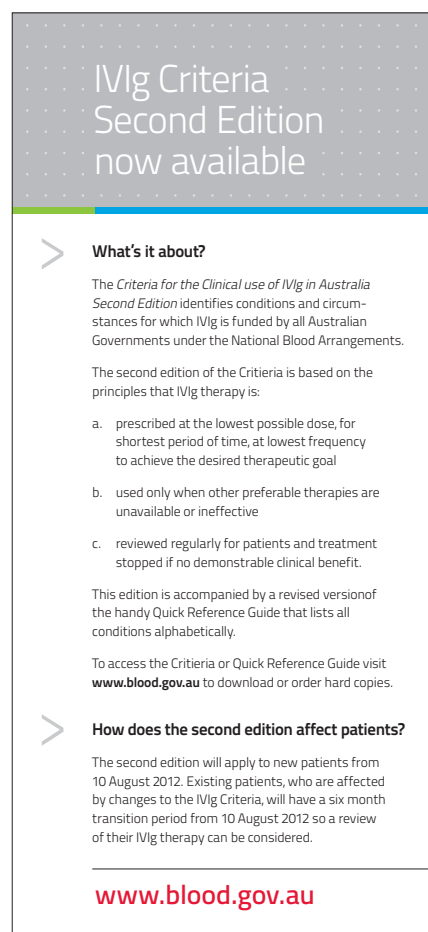 IVIg Criteria
Second Edition
now available
What's it about?
The Criteria for the Clinical use of IVIg in Australia
Second Edition identifies conditions and circum-
stances for which IVIg is funded by all Australian
Governments under the National Blood Arrangements.
The second edition of the Critieria is based on the
principles that IVIg therapy is:
a. prescribed at the lowest possible dose, for
shortest period of time, at lowest frequency
to achieve the desired therapeutic goal
b. used only when other preferable therapies are
unavailable or ineffective
c. reviewed regularly for patients and treatment
stopped if no demonstrable clinical benefit.
This edition is accompanied by a revised versionof
the handy Quick Reference Guide that lists all
conditions alphabetically.
To access the Critieria or Quick Reference Guide visit
www.blood.gov.au to download or order hard copies.
How does the second edition affect patients?
The second edition will apply to new patients from
10 August 2012. Existing patients, who are affected
by changes to the IVIg Criteria, will have a six month
transition period from 10 August 2012 so a review
of their IVIg therapy can be considered.
www.blood.gov.au